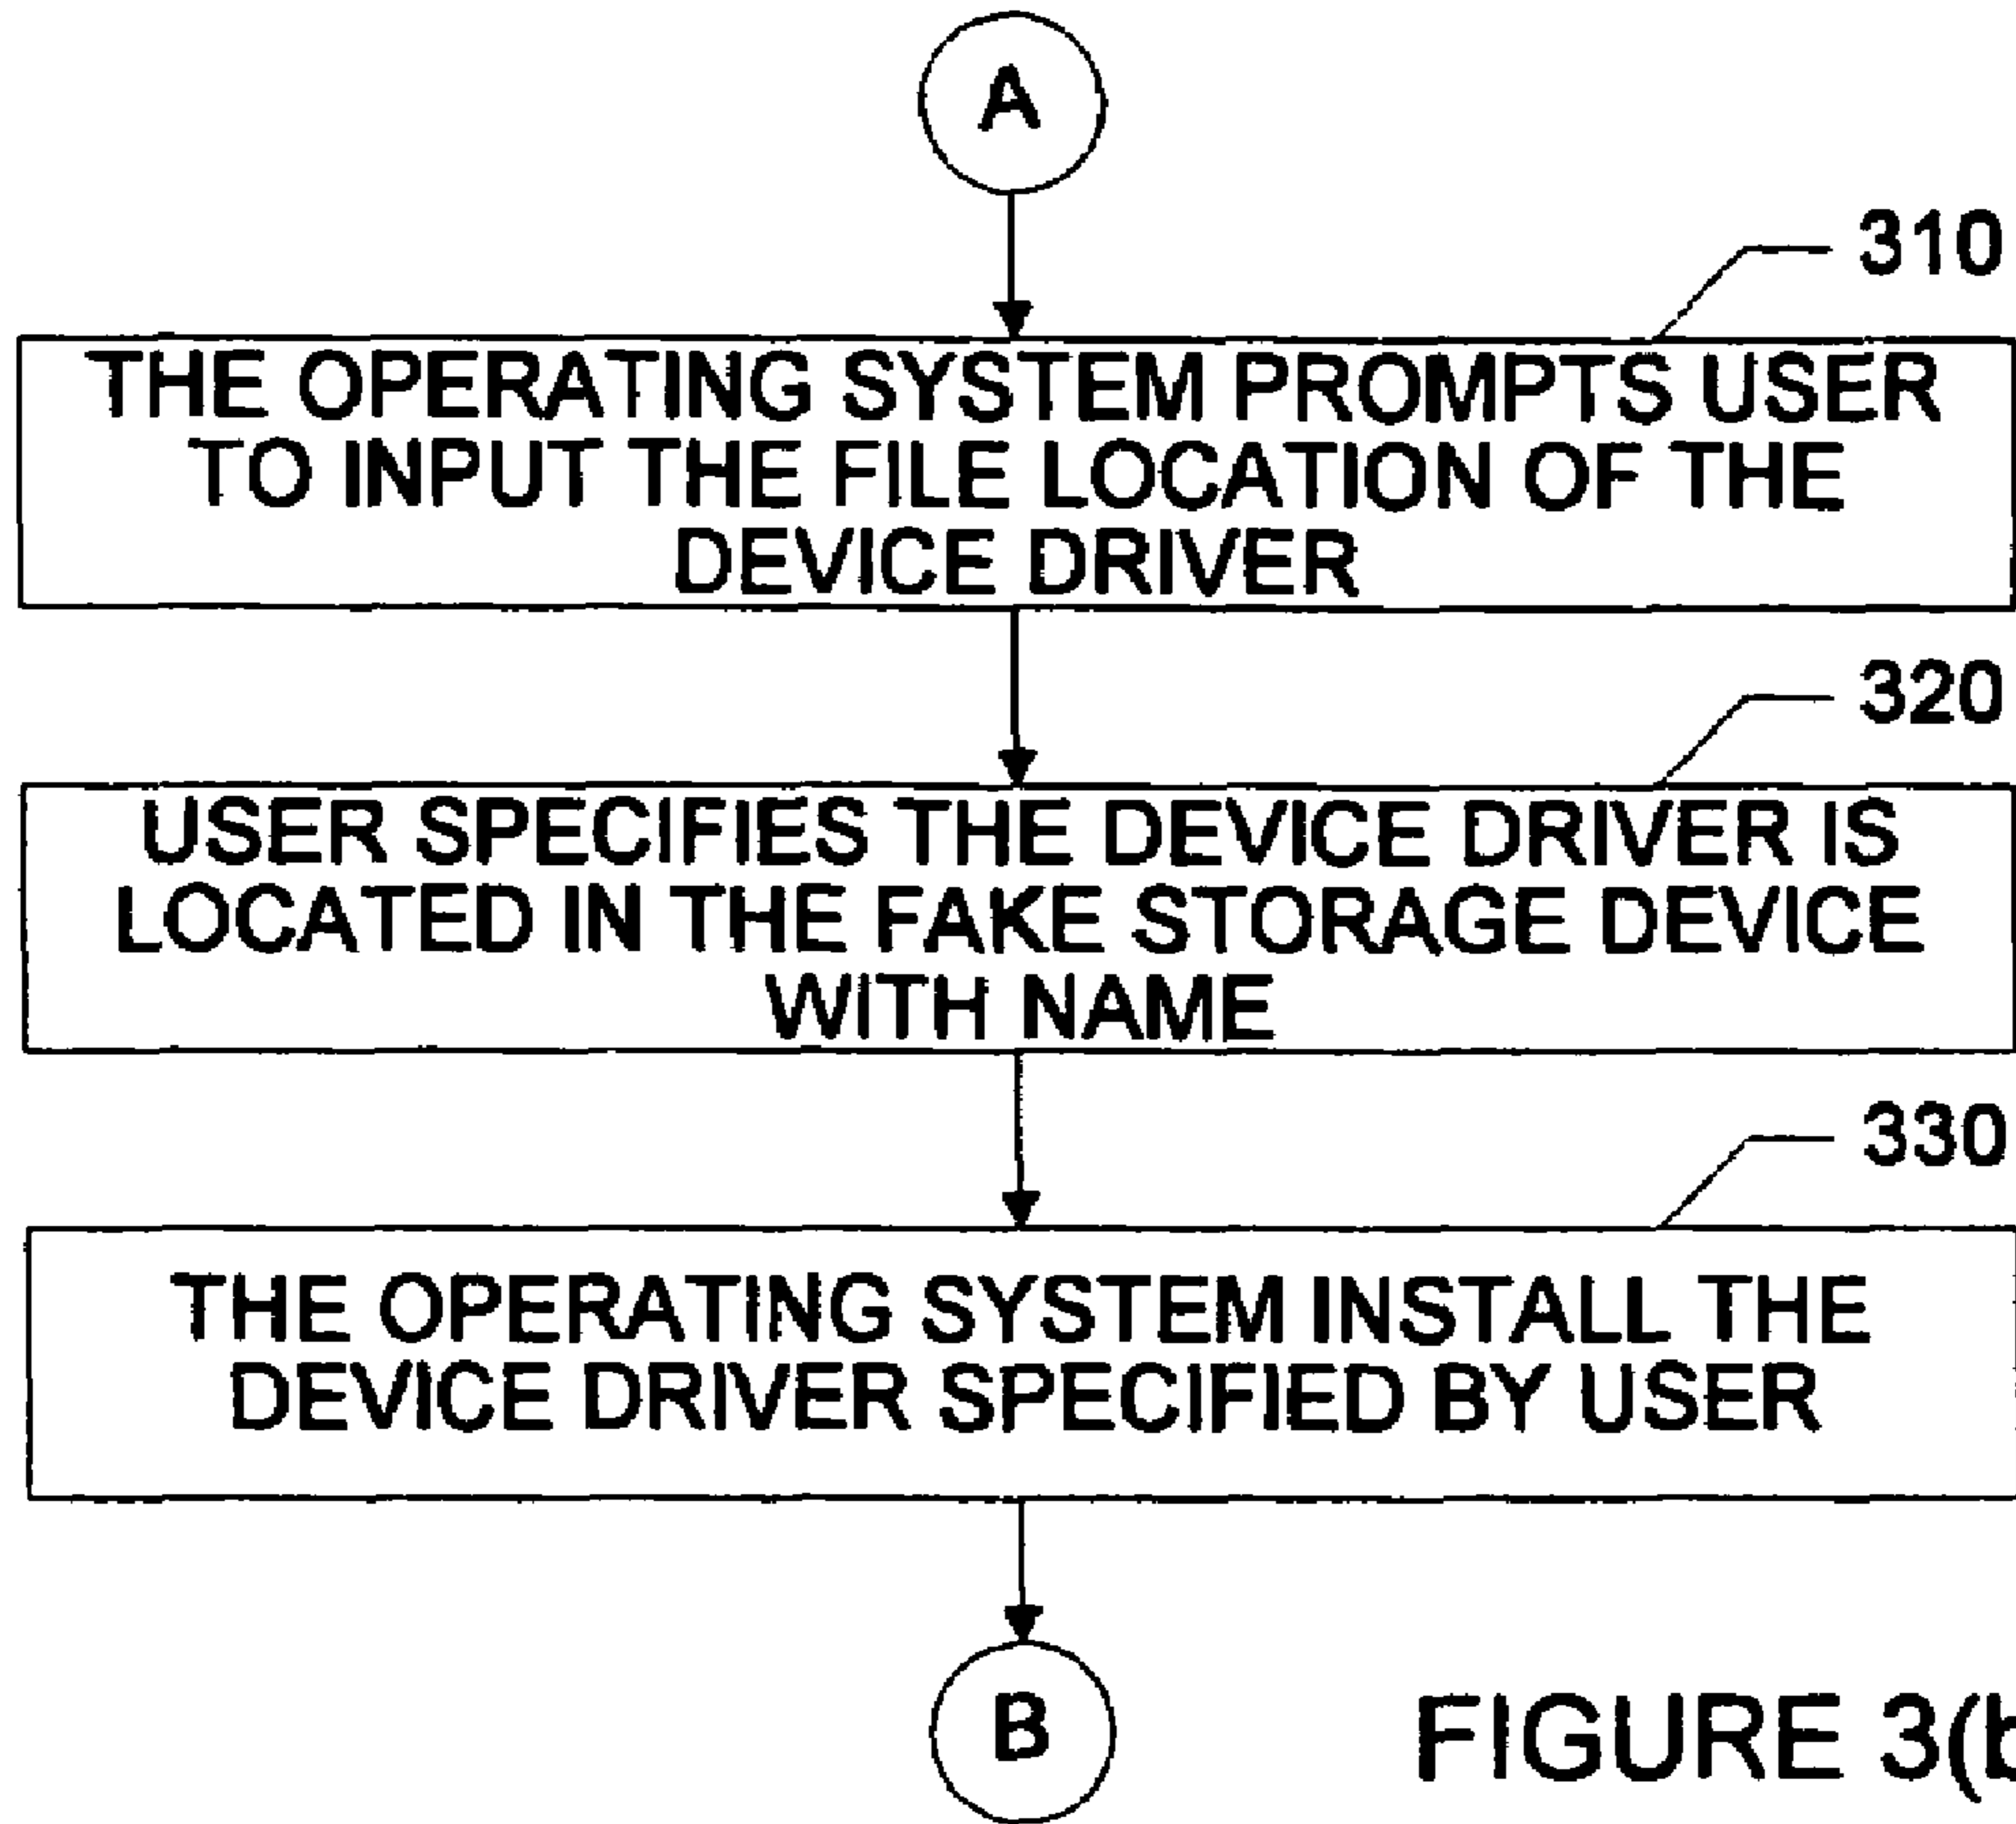 A
310
THE OPERATING SYSTEM PROMPTS USER
TO INPUT THE FILE LOCATION OF THE
DEVICE DRIVER
320
USER SPECIFIES THE DEVICE DRIVER IS
LOCATED IN THE FAKE STORAGE DEVICE
WITH NAME
330
THE OPERATING SYSTEM INSTALL THE
DEVICE DRIVER SPECIFIED BY USER
B
FIGURE 3(b